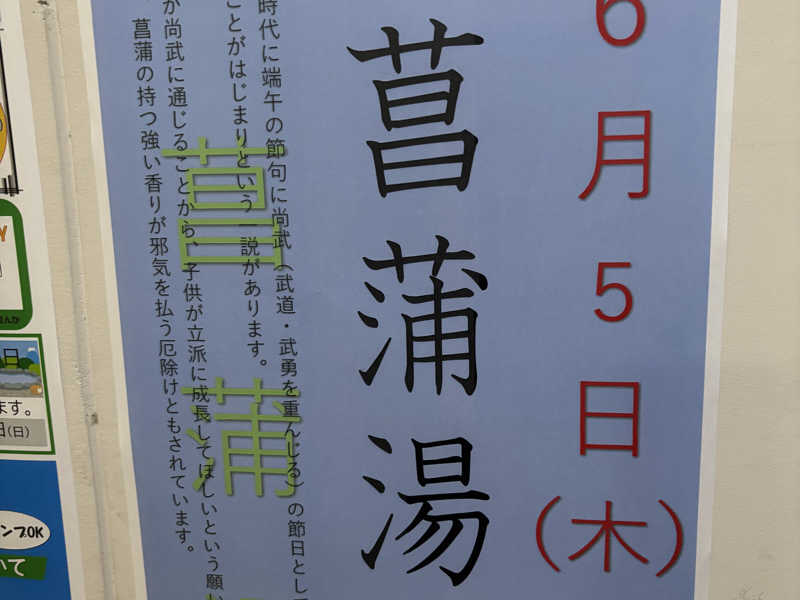 6月5日(木)
菖蒲湯
時代に端午の節句に尚武(武道・武勇を重んじる)の節日として
ことがはじまりという一説があります。
が尚武に通じることから、子供が立派に成長してほしいという願い
菖蒲の持つ強い香りが邪気を払う厄除けともされています。
菖蒲
ます。
日(日)
ンプOK
いて